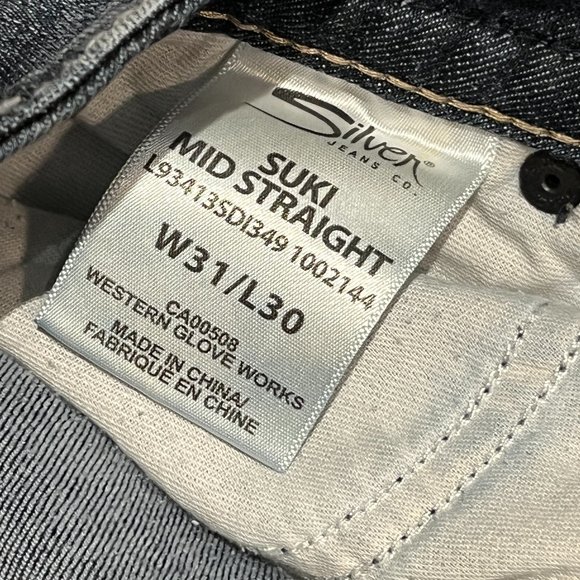 Silver®
JEANS CO.
SUKI
MID STRAIGHT
L93413SDI349 1002144
W31/L30
CA00508
WESTERN GLOVE WORKS
MADE IN CHINA/
FABRIQUE EN CHINE